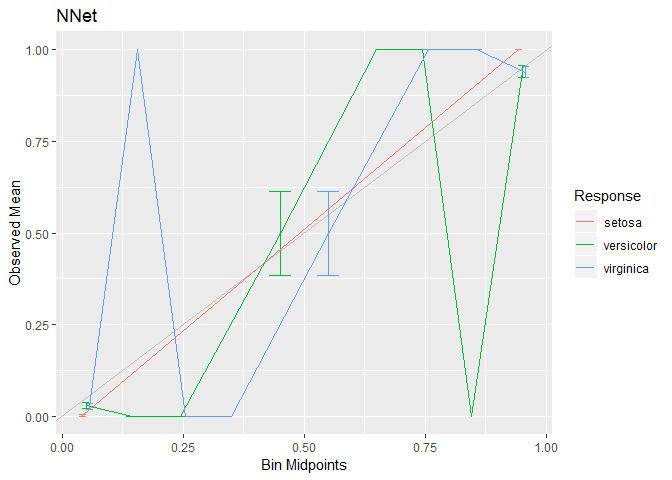 NNet
1.00
0.75
0.50
0.25
0.00
Observed Mean
0.00 0.25 0.50 0.75 1.00
Bin Midpoints
Response
setosa
versicolor
virginica